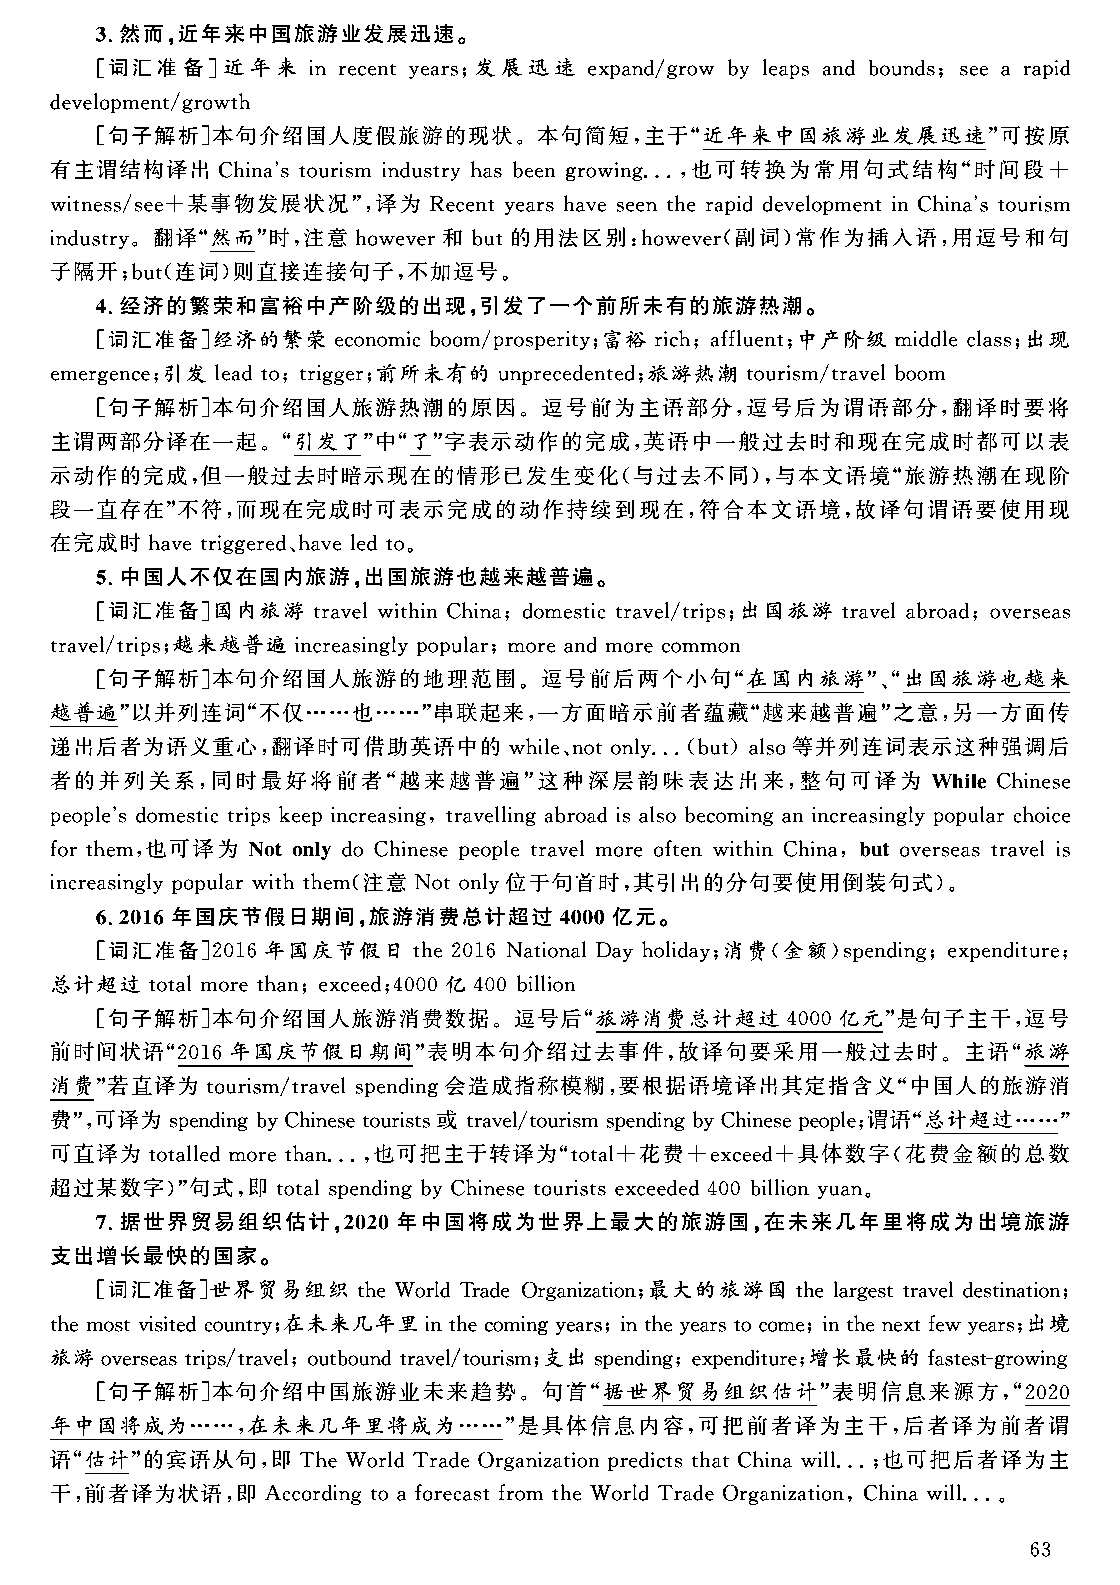 3. 然而,近年来中国旅游业发展迅速。
[词汇准备]近年来 in recent years; 发展迅速 expand/grow by leaps and bounds; see a rapid
development/growth
[句子解析]本句介绍国人度假旅游的现状。本句简短,主干“近年来中国旅游业发展迅速”可按原
有主谓结构译出 China's tourism industry has been growing...,也可转换为常用句式结构“时间段+
witness/see+某事物发展状况”,译为 Recent years have seen the rapid development in China's tourism
industry。翻译“然而”时,注意 however 和 but 的用法区别:however(副词)常作为插入语,用逗号和句
子隔开;but(连词)则直接连接句子,不加逗号。
4. 经济的繁荣和富裕中产阶级的出现,引发了一个前所未有的旅游热潮。
[词汇准备]经济的繁荣 economic boom/prosperity;富裕 rich; affluent;中产阶级 middle class;出现
emergence;引发 lead to; trigger;前所未有的 unprecedented;旅游热潮 tourism/travel boom
[句子解析]本句介绍国人旅游热潮的原因。逗号前为主语部分,逗号后为谓语部分,翻译时要将
主谓两部分译在一起。“引发了”中“了”字表示动作的完成,英语中一般过去时和现在完成时都可以表
示动作的完成,但一般过去时暗示现在的情形已发生变化(与过去不同),与本文语境“旅游热潮在现阶
段一直存在”不符,而现在完成时可表示完成的动作持续到现在,符合本文语境,故译句谓语要使用现
在完成时 have triggered、have led to。
5. 中国人不仅在国内旅游,出国旅游也越来越普遍。
[词汇准备]国内旅游 travel within China; domestic travel/trips;出国旅游 travel abroad; overseas
travel/trips;越来越普遍 increasingly popular; more and more common
[句子解析]本句介绍国人旅游的地理范围。逗号前后两个小句“在国内旅游”、“出国旅游也越来
越普遍”以并列连词“不仅……也……”串联起来,一方面暗示前者蕴藏“越来越普遍”之意,另一方面传
递出后者为语义重心,翻译时可借助英语中的 while、not only...(but) also 等并列连词表示这种强调后
者的并列关系,同时最好将前者“越来越普遍”这种深层韵味表达出来,整句可译为 While Chinese
people's domestic trips keep increasing, travelling abroad is also becoming an increasingly popular choice
for them,也可译为 Not only do Chinese people travel more often within China, but overseas travel is
increasingly popular with them(注意 Not only 位于句首时,其引出的分句要使用倒装句式)。
6. 2016 年国庆节假日期间,旅游消费总计超过 4000 亿元。
[词汇准备]2016 年国庆节假日 the 2016 National Day holiday;消费(金额)spending; expenditure;
总计超过 total more than; exceed;4000 亿 400 billion
[句子解析]本句介绍国人旅游消费数据。逗号后“旅游消费总计超过 4000 亿元”是句子主干,逗号
前时间状语“2016 年国庆节假日期间”表明本句介绍过去事件,故译句要采用一般过去时。主语“旅游
消费”若直译为 tourism/travel spending 会造成指称模糊,要根据语境译出其定指含义“中国人的旅游消
费”,可译为 spending by Chinese tourists 或 travel/tourism spending by Chinese people;谓语“总计超过……”
可直译为 totalled more than...,也可把主干转译为“total+花费+exceed+具体数字(花费金额的总数
超过某数字)”句式,即 total spending by Chinese tourists exceeded 400 billion yuan。
7. 据世界贸易组织估计,2020 年中国将成为世界上最大的旅游国,在未来几年里将成为出境旅游
支出增长最快的国家。
[词汇准备]世界贸易组织 the World Trade Organization;最大的旅游国 the largest travel destination;
the most visited country;在未来几年里 in the coming years; in the years to come; in the next few years;出境
旅游 overseas trips/travel; outbound travel/tourism;支出 spending; expenditure;增长最快的 fastest-growing
[句子解析]本句介绍中国旅游业未来趋势。句首“据世界贸易组织估计”表明信息来源方,“2020
年中国将成为……,在未来几年里将成为……”是具体信息内容,可把前者译为主干,后者译为前者谓
语“估计”的宾语从句,即 The World Trade Organization predicts that China will...;也可把后者译为主
干,前者译为状语,即 According to a forecast from the World Trade Organization, China will...。
63